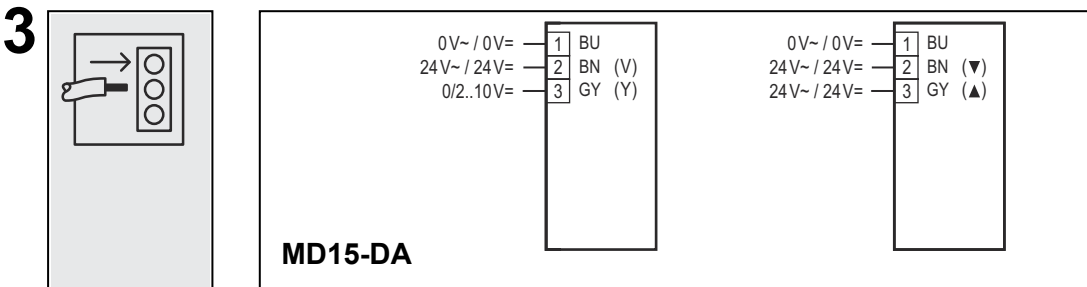 3
0V~ / 0V= 1 BU
24V~ / 24V= 2 BN (V)
0/2..10V= 3 GY (Y)
0V~ / 0V= 1 BU
24V~ / 24V= 2 BN (▼)
24V~ / 24V= 3 GY (▲)
MD15-DA